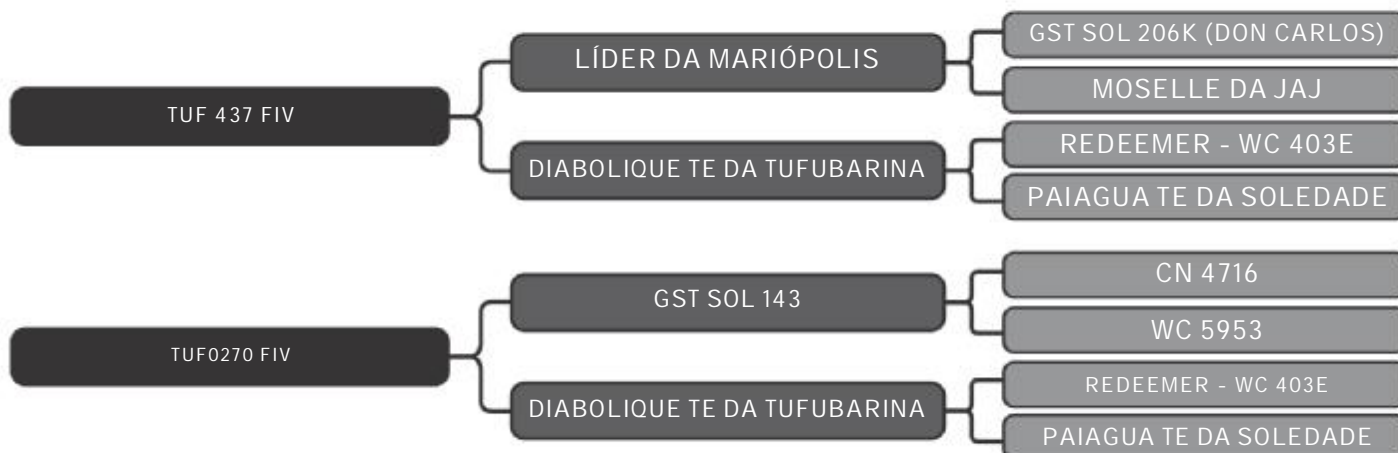 GST SOL 206K (DON CARLOS)
LÍDER DA MARIÓPOLIS
MOSELLE DA JAJ
TUF 437 FIV
REDEEMER - WC 403E
DIABOLIQUE TE DA TUFUBARINA
PAIAGUA TE DA SOLEDADE
CN 4716
GST SOL 143
WC 5953
TUF0270 FIV
REDEEMER - WC 403E
DIABOLIQUE TE DA TUFUBARINA
PAIAGUA TE DA SOLEDADE